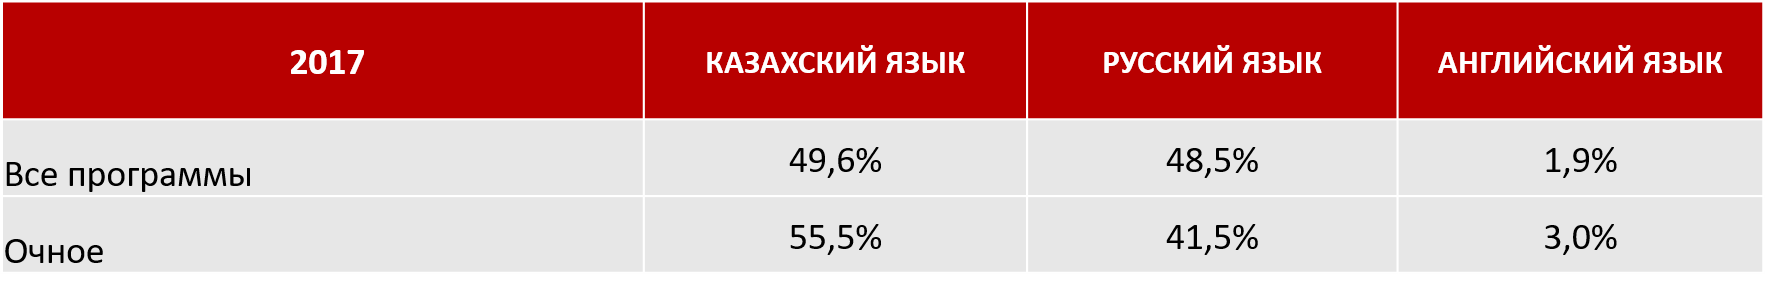 2017 КАЗАХСКИЙ ЯЗЫК РУССКИЙ ЯЗЫК АНГЛИЙСКИЙ ЯЗЫК
Все программы 49,6% 48,5% 1,9%
Очное 55,5% 41,5% 3,0%